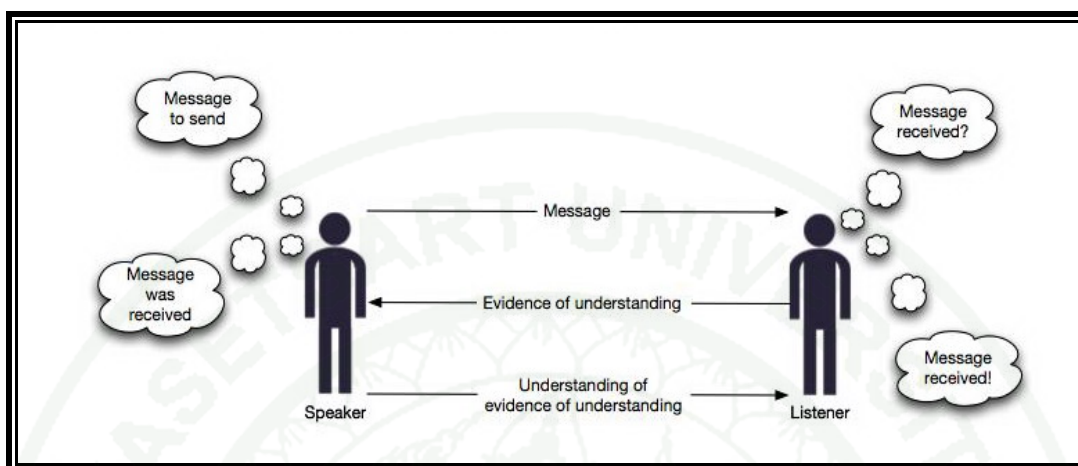 Message
to send
Message
received?
Message
Message
was
received
Evidence of understanding
Understanding of
evidence of understanding
Message
received!
Speaker
Listener